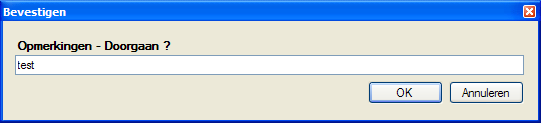 Bevestigen
Opmerkingen - Doorgaan ?
test
OK Annuleren